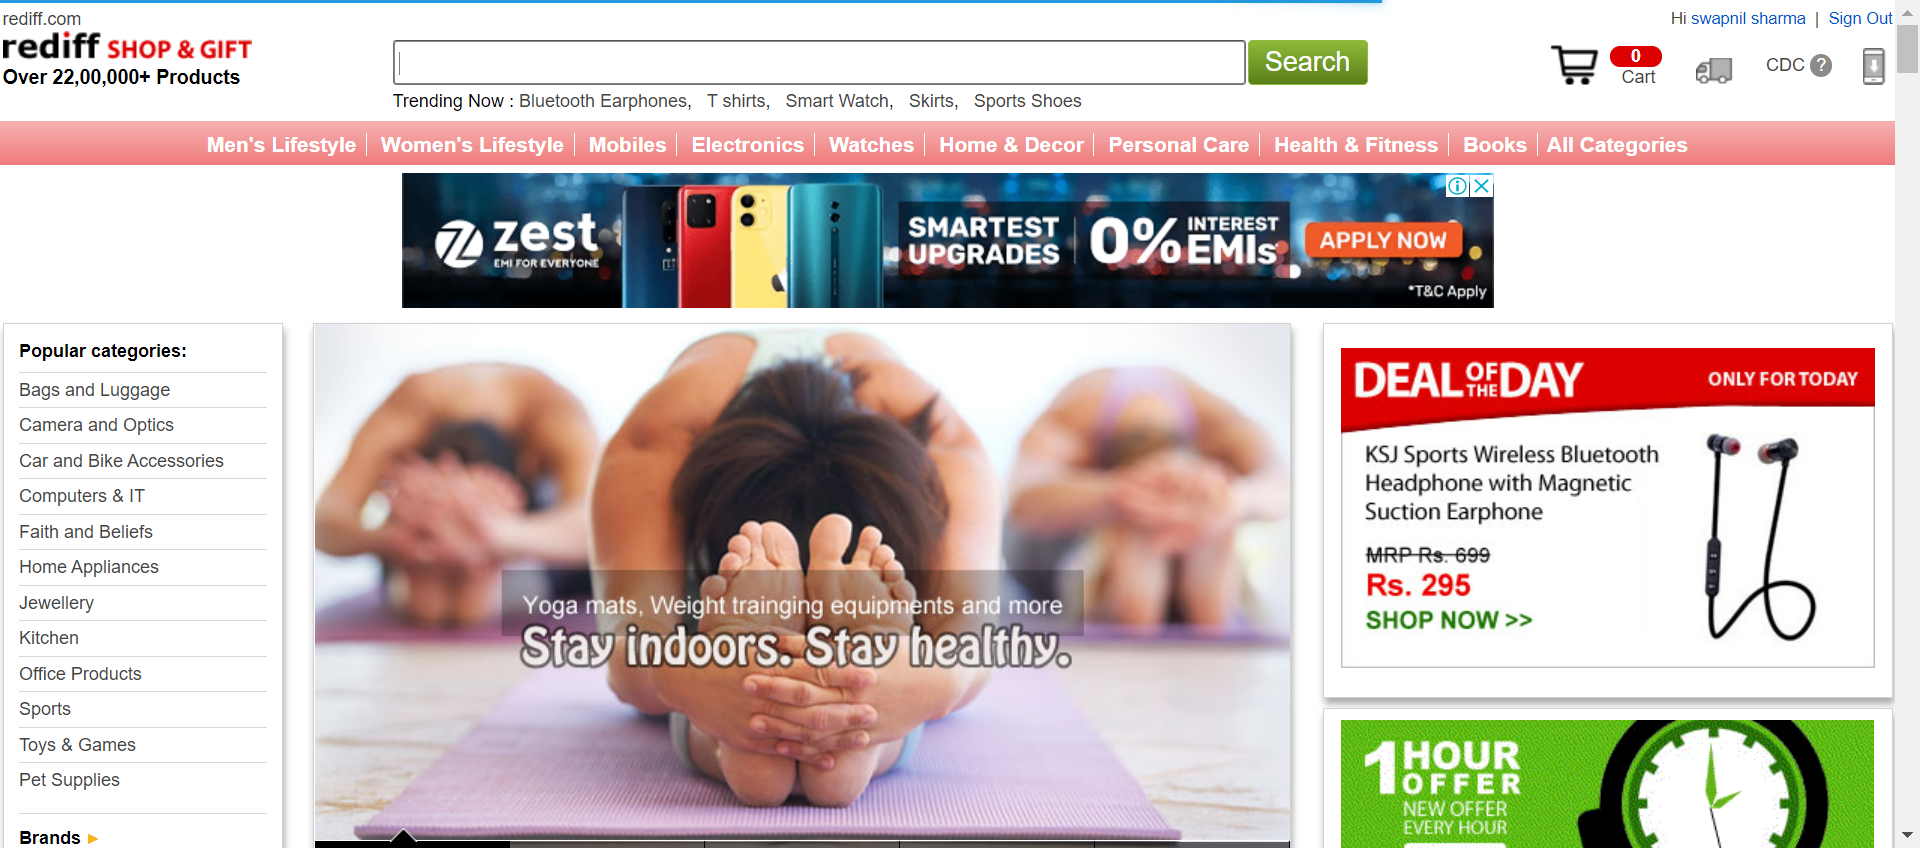 rediff.com
rediff SHOP & GIFT
Over 22,00,000+ Products
Search
Trending Now : Bluetooth Earphones, T shirts, Smart Watch, Skirts, Sports Shoes
Hi swapnil sharma | Sign Out
0
Cart
CDC ?
Men's Lifestyle
Women's Lifestyle
Mobiles
Electronics
Watches
Home & Decor
Personal Care
Health & Fitness
Books
All Categories
zest
EMI FOR EVERYONE
SMARTEST
UPGRADES
0% INTEREST
EMIs*
APPLY NOW
*T&C Apply
Popular categories:
Bags and Luggage
Camera and Optics
Car and Bike Accessories
Computers & IT
Faith and Beliefs
Home Appliances
Jewellery
Kitchen
Office Products
Sports
Toys & Games
Pet Supplies
Brands
Yoga mats, Weight trainging equipments and more
Stay indoors. Stay healthy.
DEAL OF THE DAY
ONLY FOR TODAY
KSJ Sports Wireless Bluetooth
Headphone with Magnetic
Suction Earphone
MRP Rs. 699
Rs. 295
SHOP NOW >>
1 HOUR
OFFER
NEW OFFER
EVERY HOUR